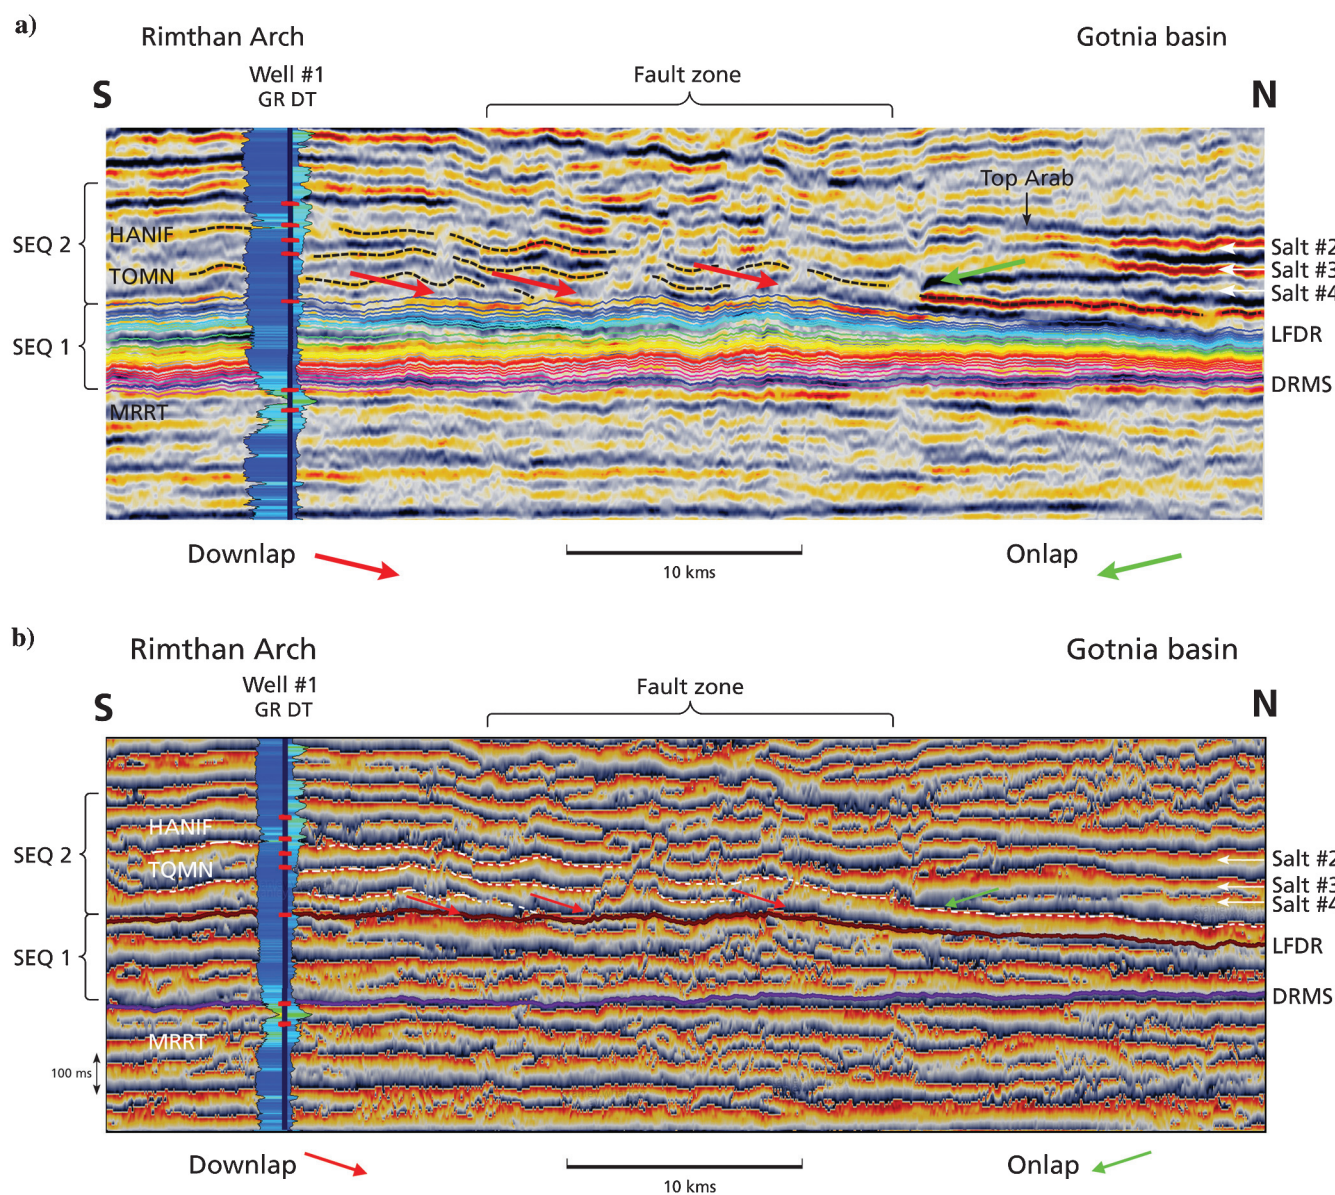 a)
Rimthan Arch
Gotnia basin
Well #1
GR DT
Fault zone
S
N
Top Arab
SEQ 2
HANIF
TOMN
Salt #2
Salt #3
Salt #4
SEQ 1
LFDR
DRMS
MRRT
Downlap
10 kms
Onlap
b)
Rimthan Arch
Gotnia basin
Well #1
GR DT
Fault zone
S
N
HANIF
SEQ 2
TQMN
Salt #2
Salt #3
Salt #4
SEQ 1
LFDR
DRMS
MRRT
100 ms
Downlap
10 kms
Onlap